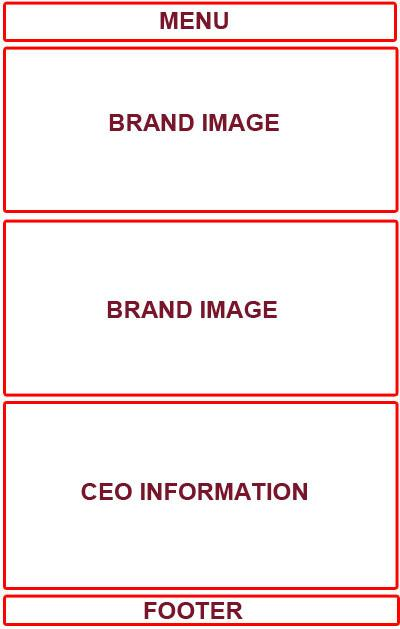 MENU
BRAND IMAGE
BRAND IMAGE
CEO INFORMATION
FOOTER